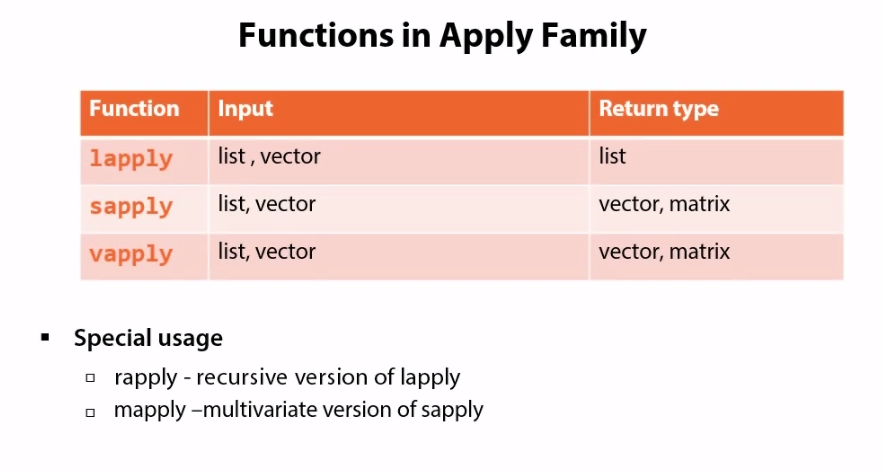 Functions in Apply Family
Function Input Return type
lapply list , vector list
sapply list, vector vector, matrix
vapply list, vector vector, matrix
▪ Special usage
▫ rapply - recursive version of lapply
▫ mapply –multivariate version of sapply